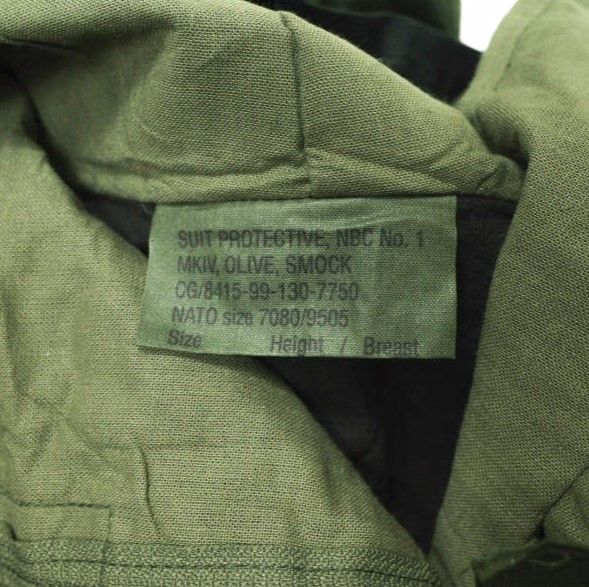 SUIT PROTECTIVE, NBC No. 1
MKIV, OLIVE, SMOCK
CG/8415-99-130-7750
NATO size 7080/9505
Size Height / Breast